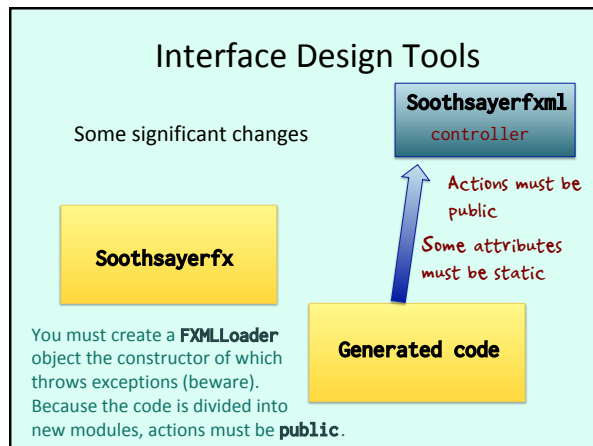 Interface Design Tools
Some significant changes
Soothsayerfxml
controller
Actions must be
public
Some attributes
must be static
Soothsayerfx
Generated code
You must create a FXMLLoader
object the constructor of which
throws exceptions (beware).
Because the code is divided into
new modules, actions must be public.